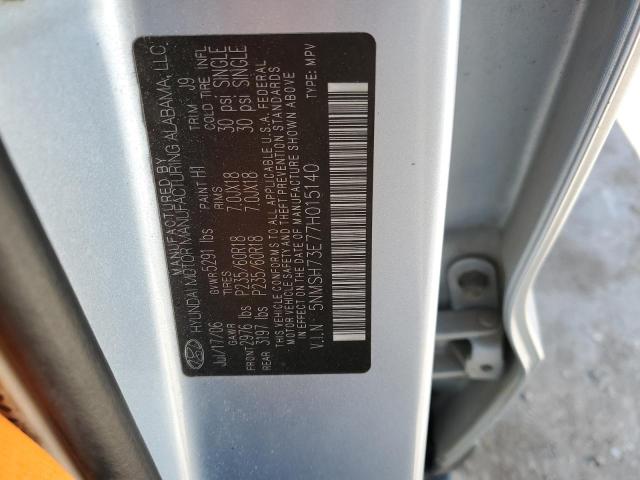 MANUFACTURED BY
HYUNDAI MOTOR MANUFACTURING ALABAMA, LLC
Jul/17/06 GVWR 5291 lbs PAINT H1 TRIM J9
GAWR TIRES RIMS COLD TIRE INFL
FRONT 2976 lbs P235/60R18 7.0JX18 30 psi SINGLE
REAR 3197 lbs P235/60R18 7.0JX18 30 psi SINGLE
THIS VEHICLE CONFORMS TO ALL APPLICABLE U.S.A. FEDERAL
MOTOR VEHICLE SAFETY, BUMPER, AND THEFT PREVENTION STANDARDS
IN EFFECT ON THE DATE OF MANUFACTURE SHOWN ABOVE
V.I.N : 5NMSH73E77H015140 TYPE: MPV